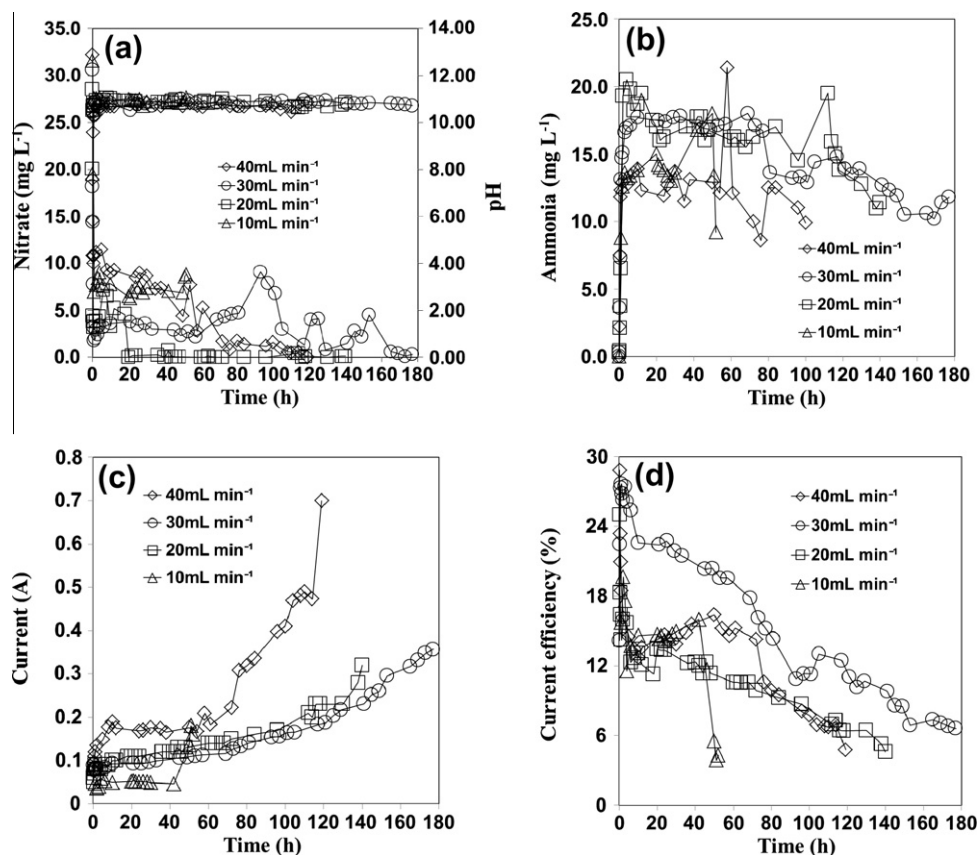 (a)
Nitrate (mg L⁻¹)
35.0
30.0
25.0
20.0
15.0
10.0
5.0
0.0
14.00
12.00
10.00
8.00
6.00
4.00
2.00
0.00
pH
40mL min⁻¹
30mL min⁻¹
20mL min⁻¹
10mL min⁻¹
0 20 40 60 80 100 120 140 160 180
Time (h)
(b)
Ammonia (mg L⁻¹)
25.0
20.0
15.0
10.0
5.0
0.0
40mL min⁻¹
30mL min⁻¹
20mL min⁻¹
10mL min⁻¹
0 20 40 60 80 100 120 140 160 180
Time (h)
(c)
Current (A)
0.8
0.7
0.6
0.5
0.4
0.3
0.2
0.1
0
40mL min⁻¹
30mL min⁻¹
20mL min⁻¹
10mL min⁻¹
0 20 40 60 80 100 120 140 160 180
Time (h)
(d)
Current efficiency (%)
30
24
18
12
6
0
40mL min⁻¹
30mL min⁻¹
20mL min⁻¹
10mL min⁻¹
0 20 40 60 80 100 120 140 160 180
Time (h)